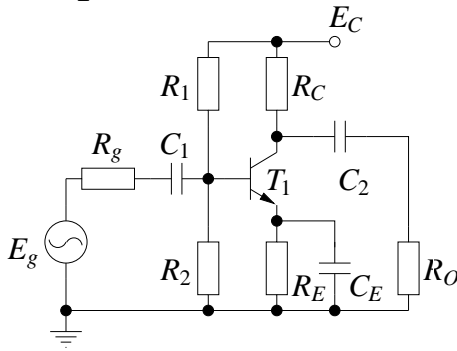 E_C
R_1 R_C
R_g C_1
T_1 C_2
E_g R_2 R_E C_E R_O